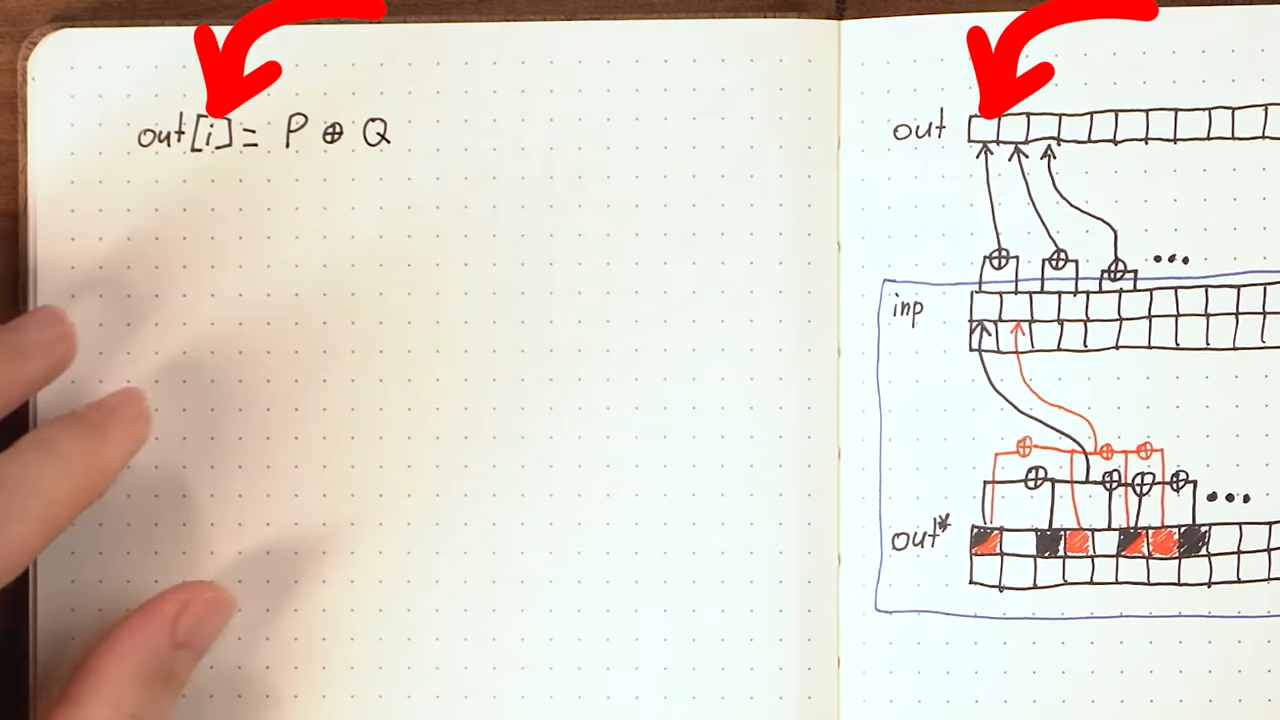 out[i] = P ⊕ Q
out
...
inp
out*
...